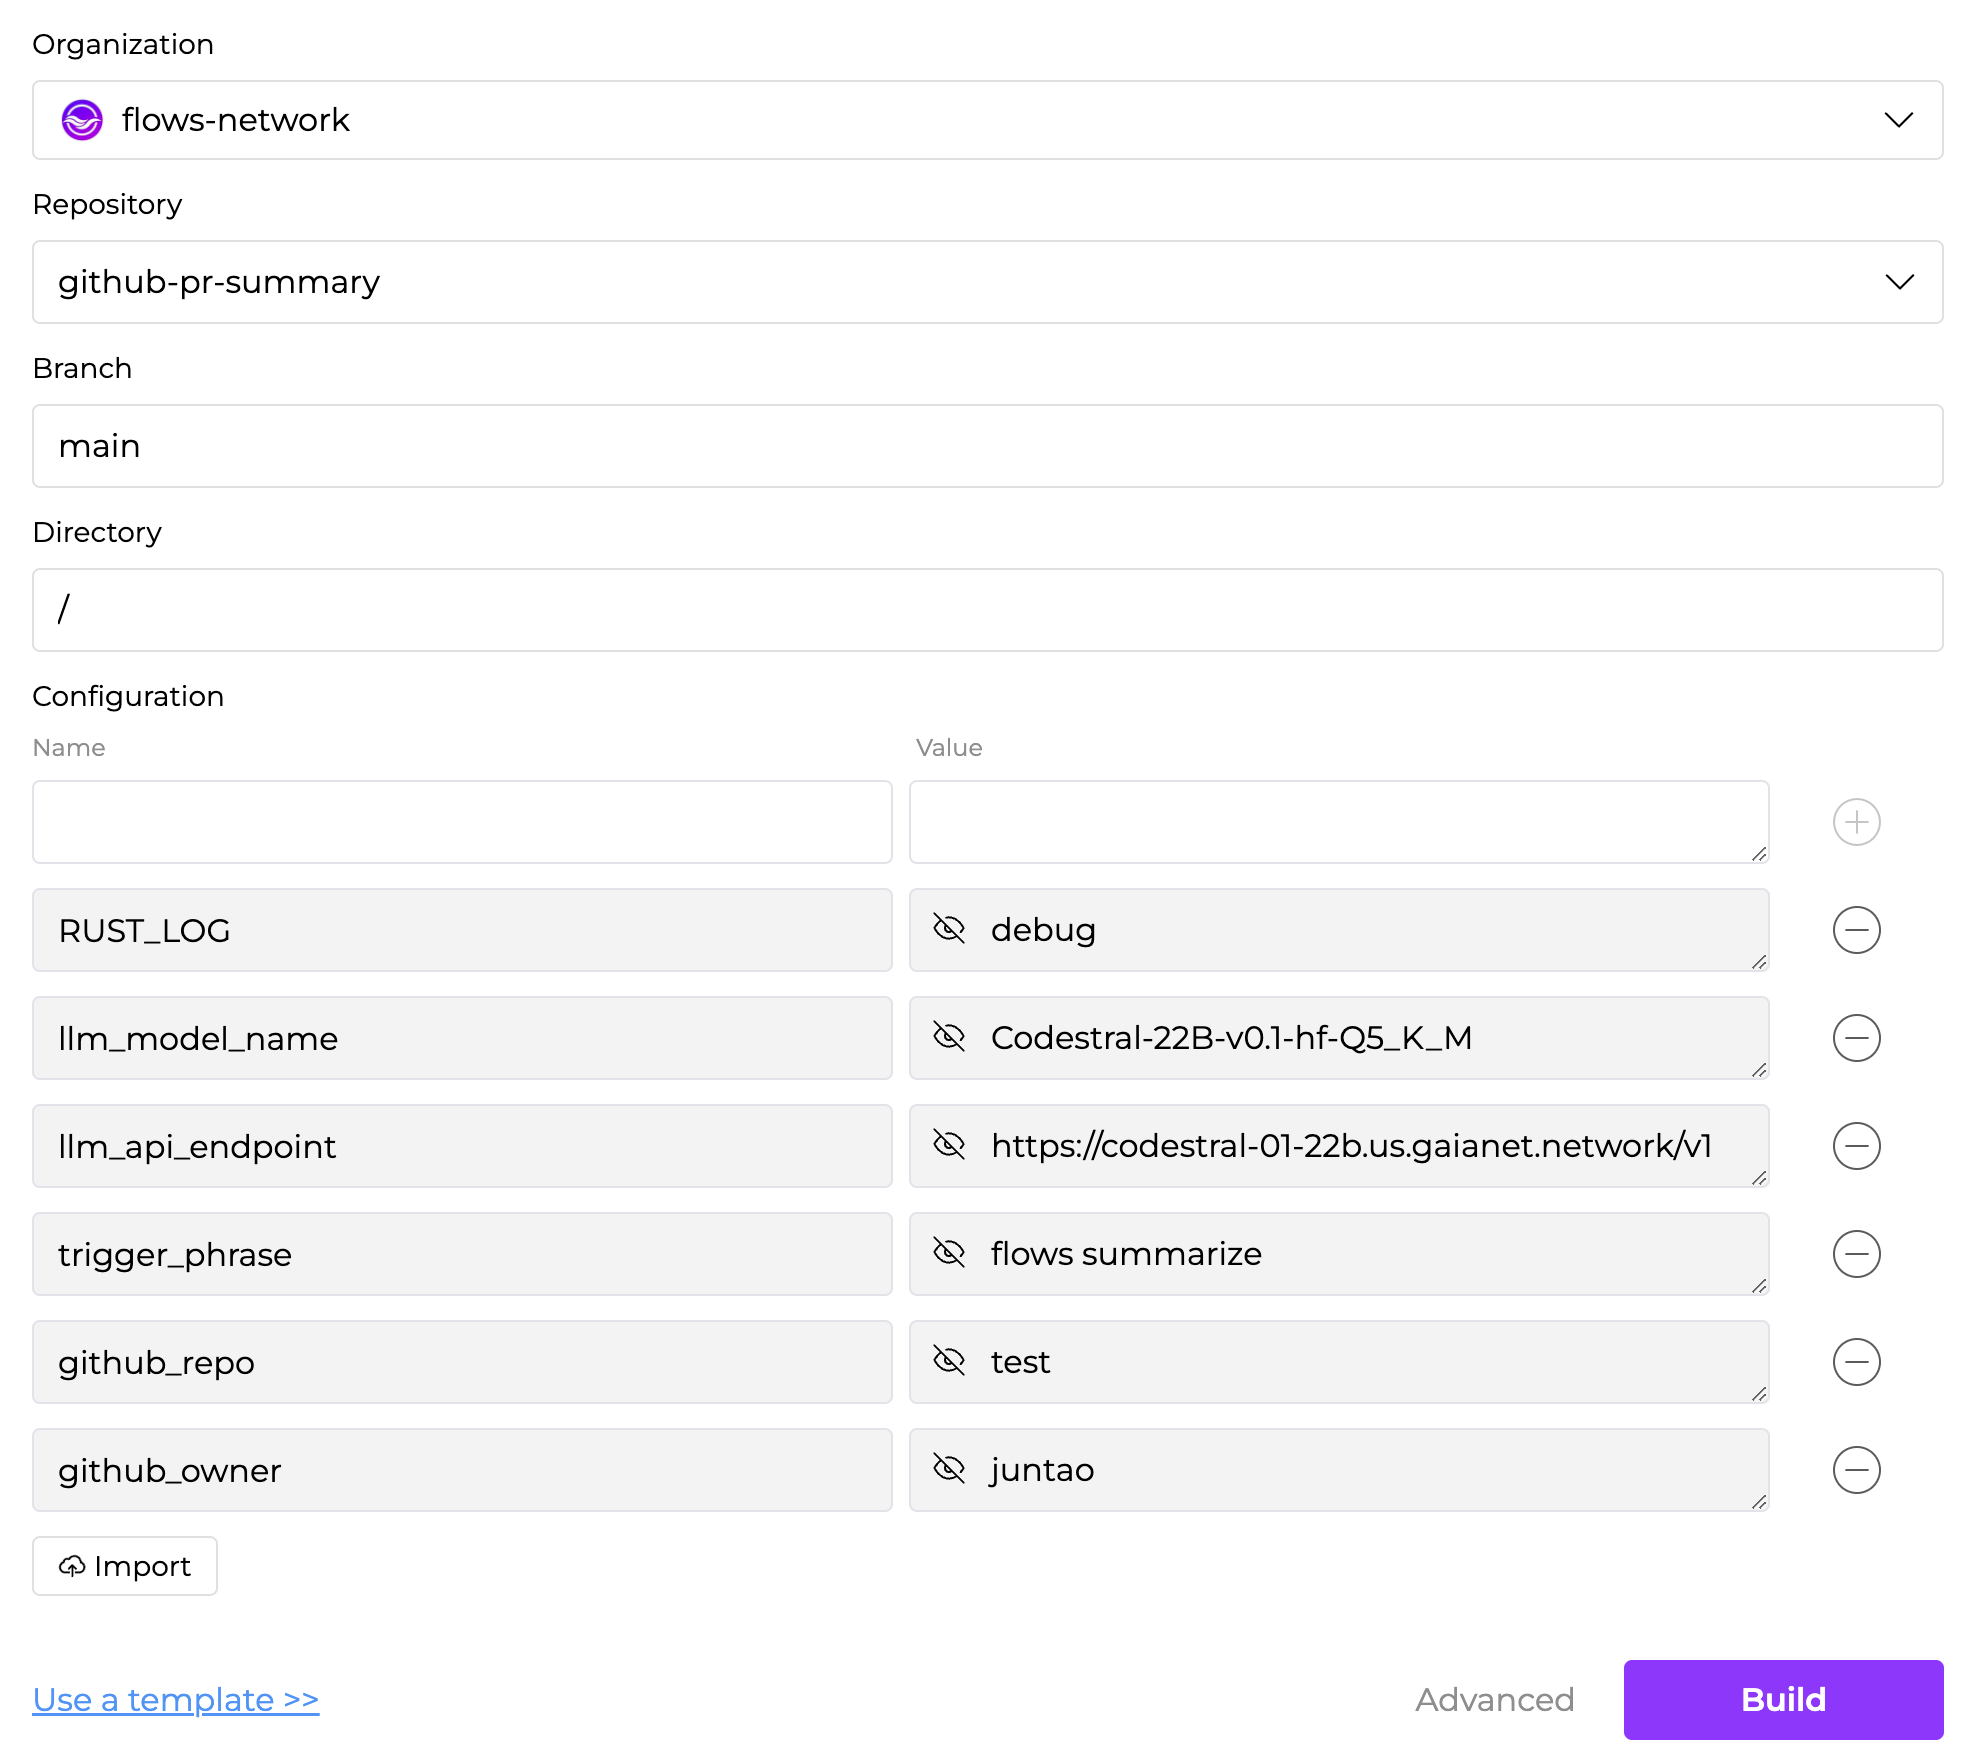 Organization
flows-network
Repository
github-pr-summary
Branch
main
Directory
/
Configuration
Name Value
RUST_LOG debug
llm_model_name Codestral-22B-v0.1-hf-Q5_K_M
llm_api_endpoint https://codestral-01-22b.us.gaianet.network/v1
trigger_phrase flows summarize
github_repo test
github_owner juntao
Import
Use a template >> Advanced Build